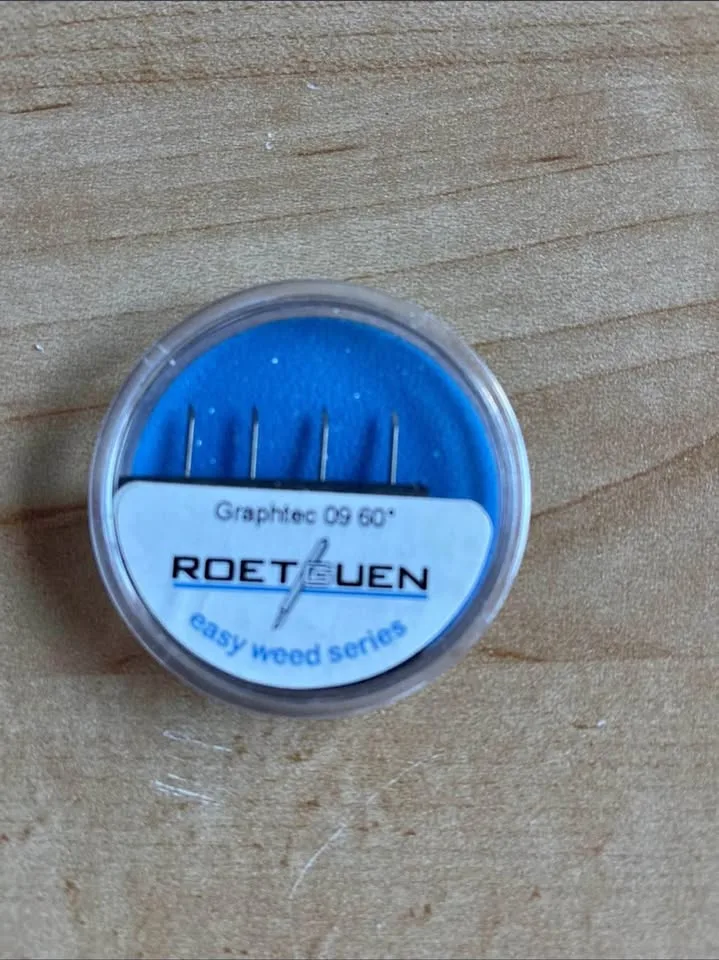 Graphtec 09 60°
ROETGUEN
easy weed series